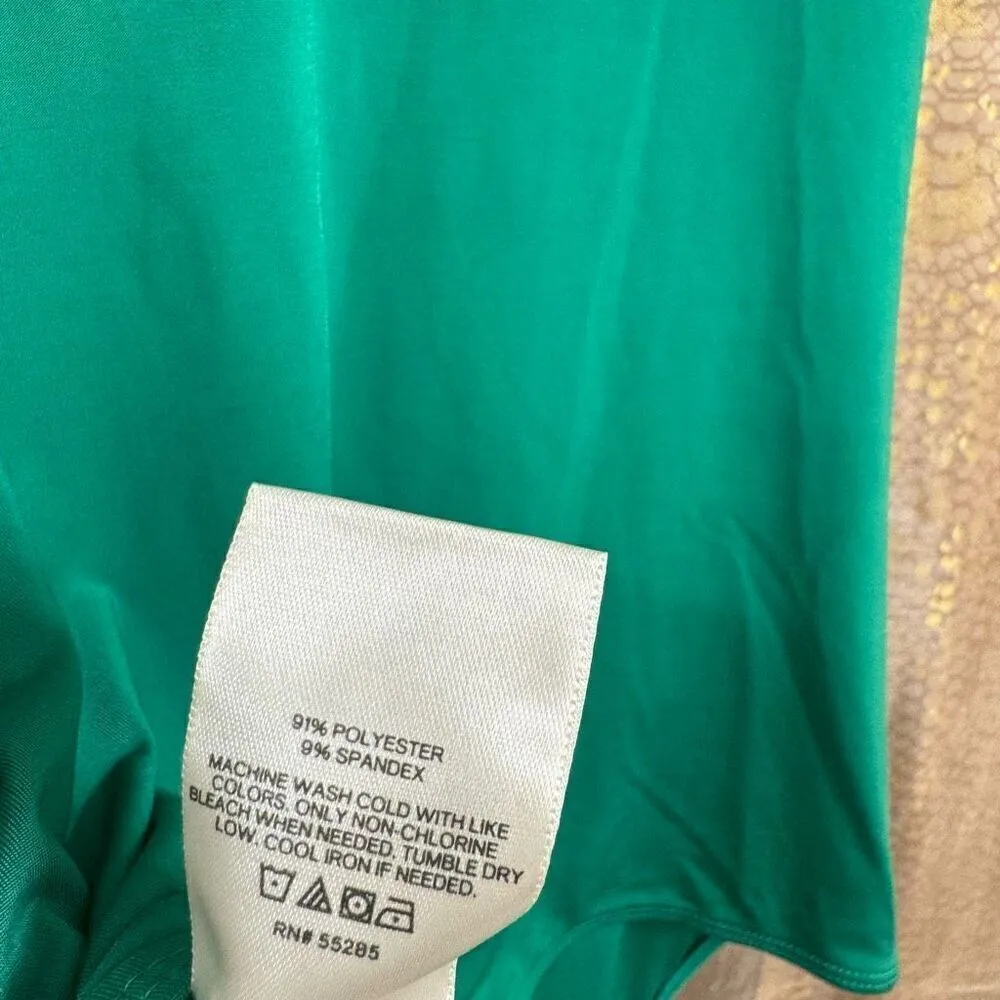 91% POLYESTER
9% SPANDEX
MACHINE WASH COLD WITH LIKE
COLORS, ONLY NON-CHLORINE
BLEACH WHEN NEEDED. TUMBLE DRY
LOW. COOL IRON IF NEEDED.
RN# 55285